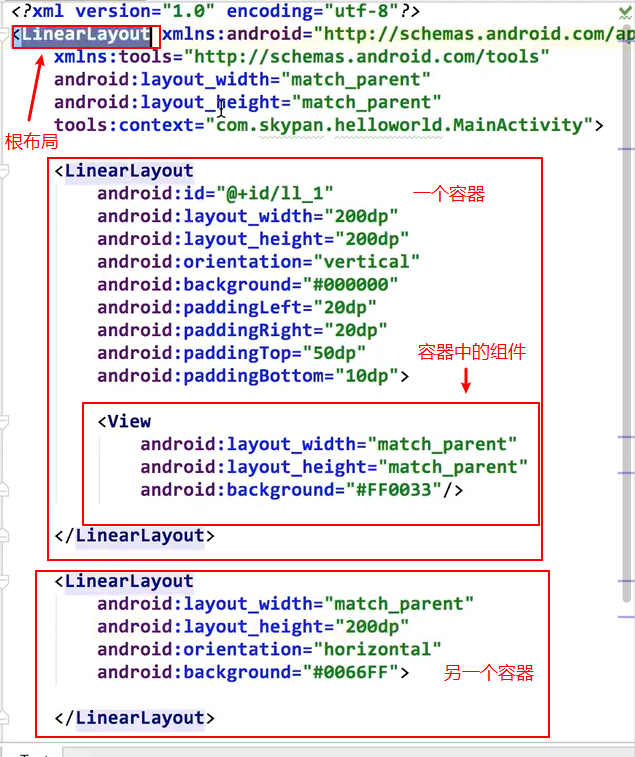 <?xml version="1.0" encoding="utf-8"?>
<LinearLayout xmlns:android="http://schemas.android.com/ap
xmlns:tools="http://schemas.android.com/tools"
android:layout_width="match_parent"
android:layout_height="match_parent"
tools:context="com.skypan.helloworld.MainActivity">
根布局
<LinearLayout
android:id="@+id/ll_1"
一个容器
android:layout_width="200dp"
android:layout_height="200dp"
android:orientation="vertical"
android:background="#000000"
android:paddingLeft="20dp"
android:paddingRight="20dp"
android:paddingTop="50dp"
容器中的组件
android:paddingBottom="10dp">
<View
android:layout_width="match_parent"
android:layout_height="match_parent"
android:background="#FF0033"/>
</LinearLayout>
<LinearLayout
android:layout_width="match_parent"
android:layout_height="200dp"
android:orientation="horizontal"
android:background="#0066FF">
另一个容器
</LinearLayout>